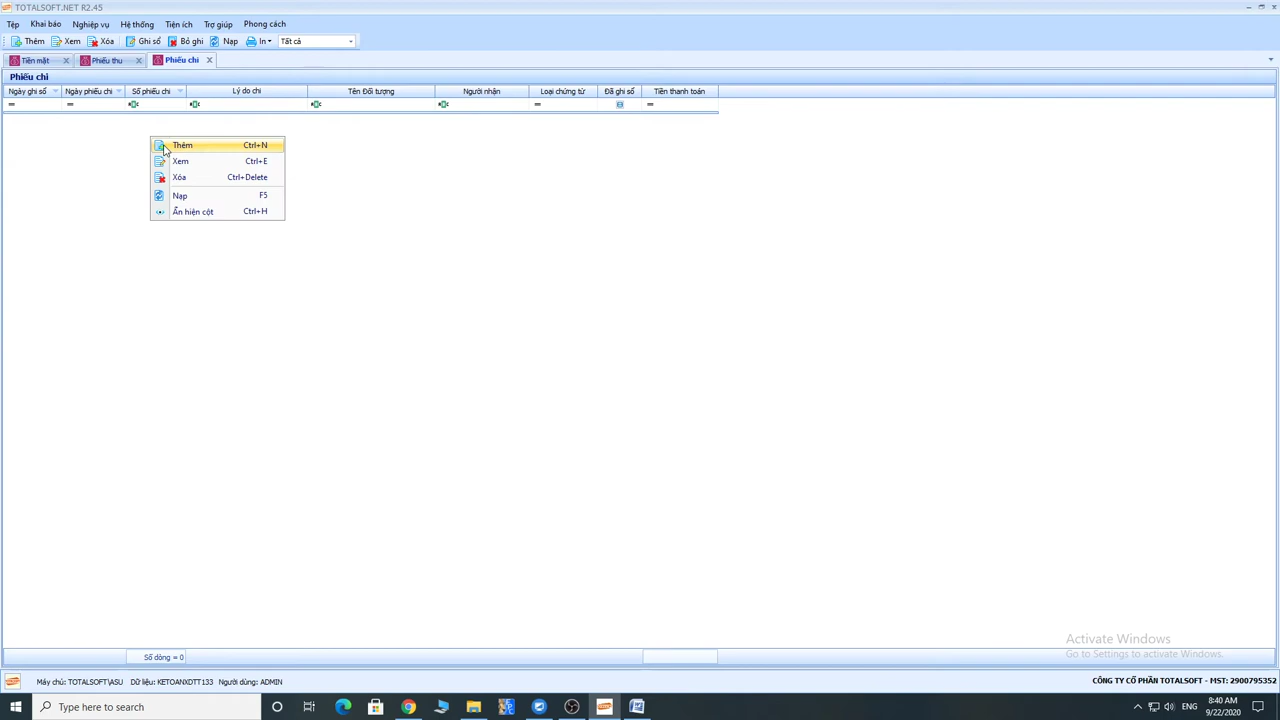 TOTALSOFT.NET R2.45
Tệp Khai báo Nghiệp vụ Hệ thống Tiện ích Trợ giúp Phong cách
Thêm Xem Xóa Ghi sổ Bỏ ghi Nạp In Tất cả
Tiền mặt Phiếu thu Phiếu chi
Phiếu chi
Ngày ghi sổ Ngày phiếu chi Số phiếu chi Lý do chi Tên Đối tượng Người nhận Loại chứng từ Đã ghi sổ Tiền thanh toán
Thêm Ctrl+N
Xem Ctrl+E
Xóa Ctrl+Delete
Nạp F5
Ẩn hiện cột Ctrl+H
Activate Windows
Go to Settings to activate Windows.
Số dòng = 0
Máy chủ: TOTALSOFT\ASU Dữ liệu: KETOANXDTT133 Người dùng: ADMIN CÔNG TY CỔ PHẦN TOTALSOFT - MST: 2900795352
Type here to search
ENG
8:40 AM
9/22/2020